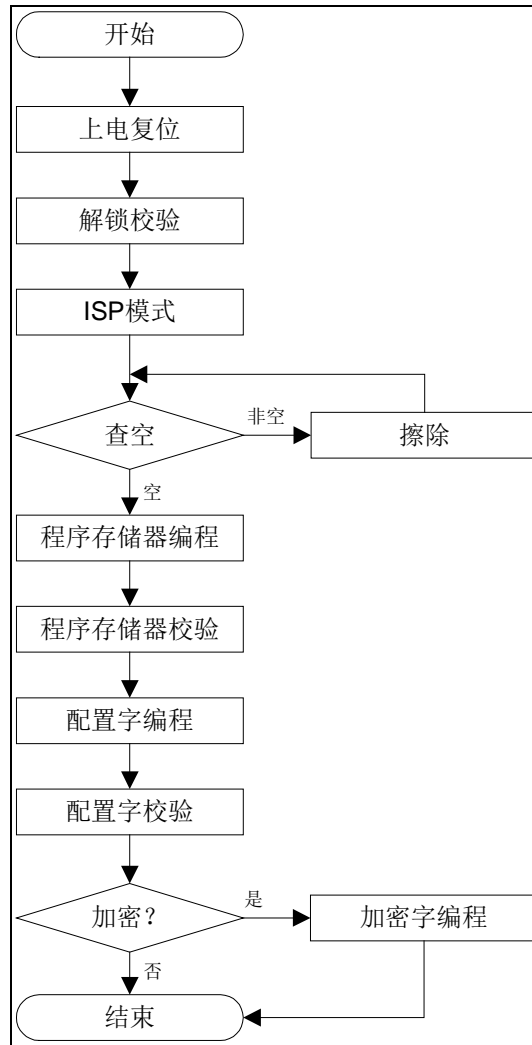 开始
上电复位
解锁校验
ISP模式
查空
非空
擦除
空
程序存储器编程
程序存储器校验
配置字编程
配置字校验
加密？
是
加密字编程
否
结束